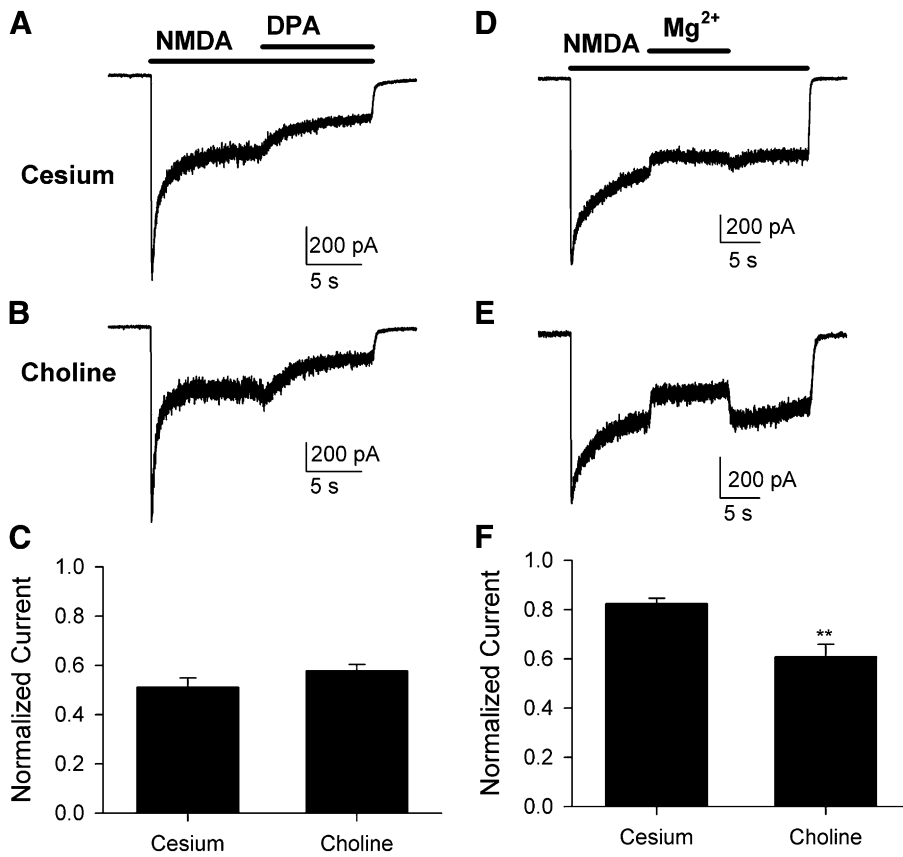 A
NMDA
DPA
Cesium
200 pA
5 s
B
Choline
200 pA
5 s
C
Normalized Current
1.0
0.8
0.6
0.4
0.2
0.0
Cesium
Choline
D
NMDA
Mg²⁺
200 pA
5 s
E
200 pA
5 s
F
Normalized Current
1.0
0.8
0.6
0.4
0.2
0.0
**
Cesium
Choline